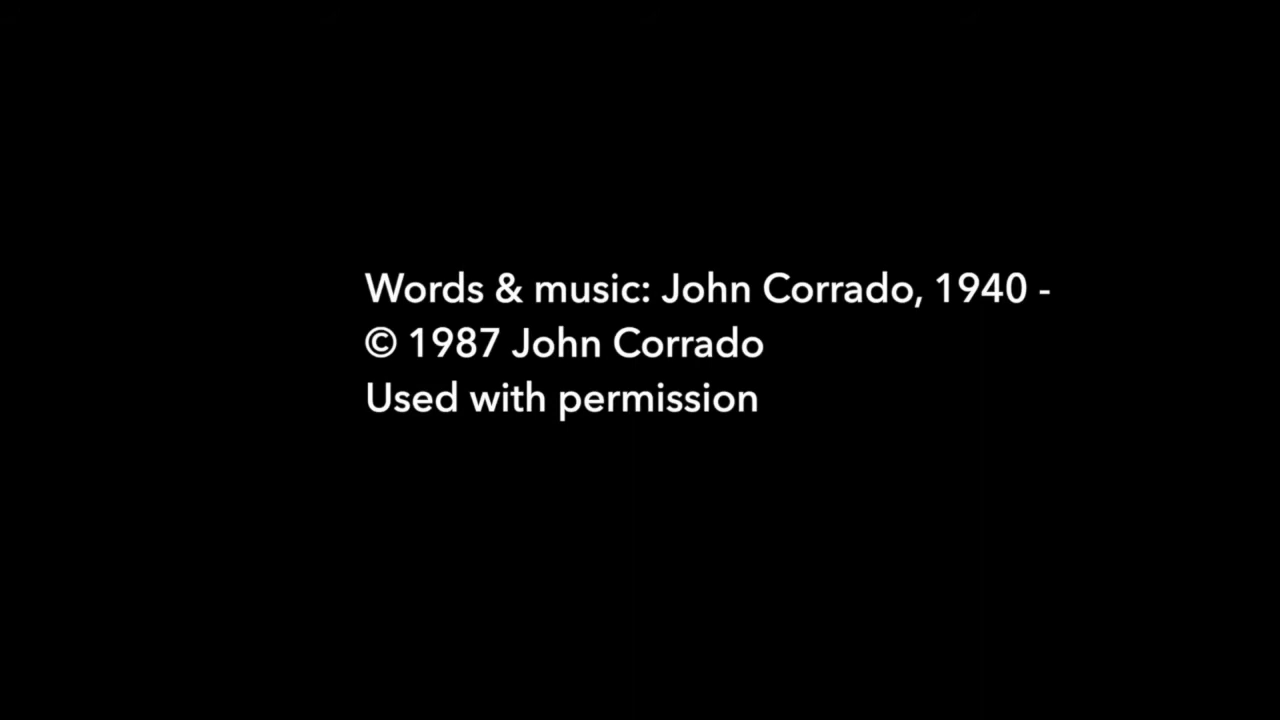 Words & music: John Corrado, 1940 -
© 1987 John Corrado
Used with permission